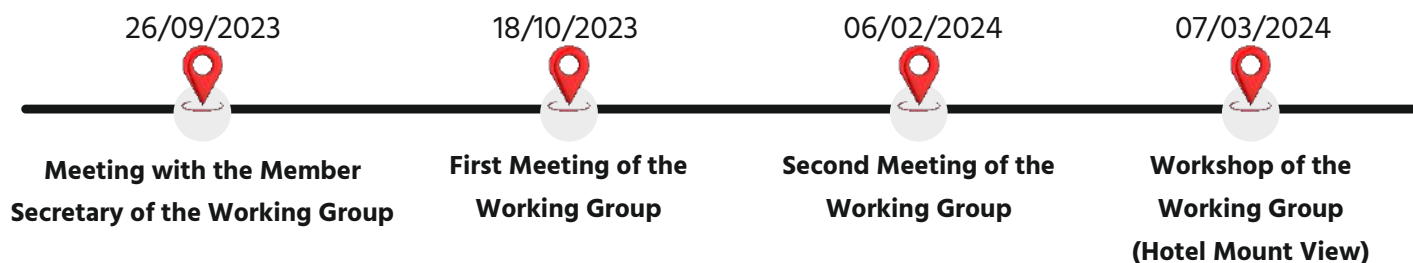 26/09/2023
Meeting with the Member
Secretary of the Working Group
18/10/2023
First Meeting of the
Working Group
06/02/2024
Second Meeting of the
Working Group
07/03/2024
Workshop of the
Working Group
(Hotel Mount View)